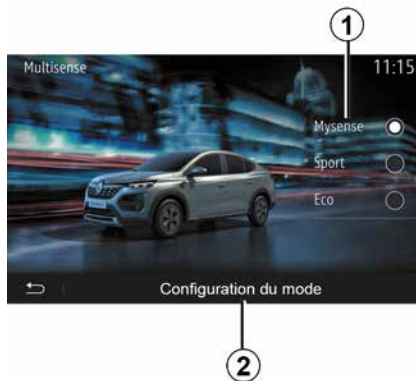 1
Multisense 11:15
Mysense
Sport
Eco
Configuration du mode
2